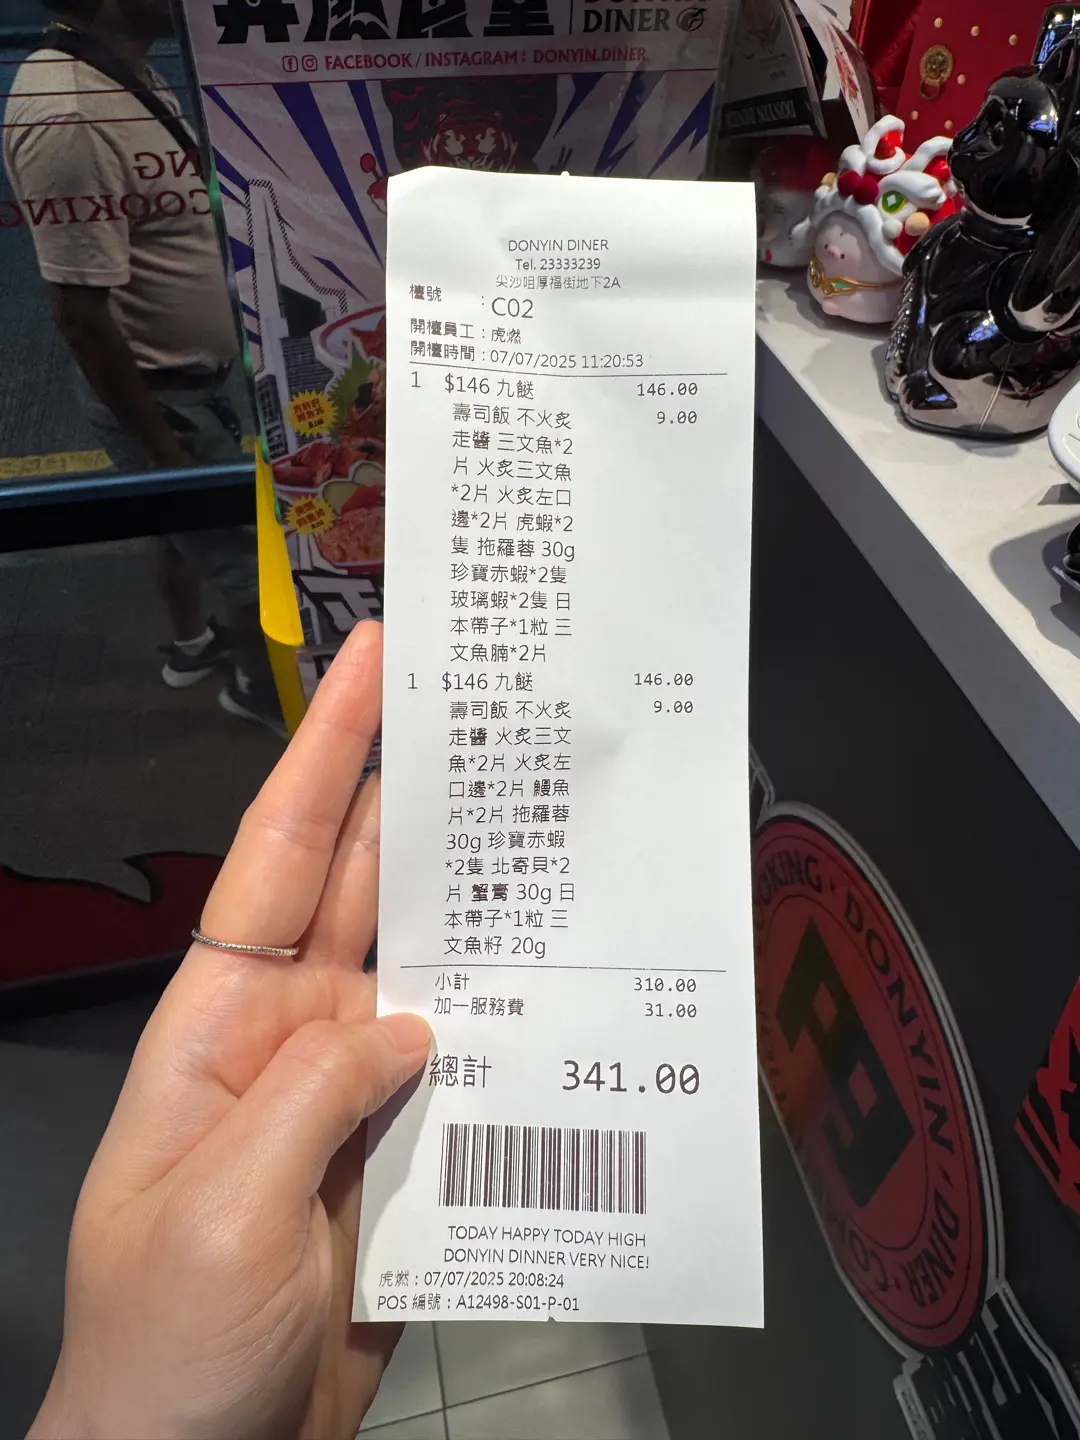 DINER
FACEBOOK / INSTAGRAM : DONYIN.DINER
DONYIN DINER
Tel. 23333239
尖沙咀厚福街地下2A
檯號 : C02
開檯員工 : 虎燃
開檯時間 : 07/07/2025 11:20:53
1 $146 九餸 146.00
壽司飯 不火炙 9.00
走醬 三文魚*2
片 火炙三文魚
*2片 火炙左口
邊*2片 虎蝦*2
隻 拖羅蓉 30g
珍寶赤蝦*2隻
玻璃蝦*2隻 日
本帶子*1粒 三
文魚腩*2片
1 $146 九餸 146.00
壽司飯 不火炙 9.00
走醬 火炙三文
魚*2片 火炙左
口邊*2片 鰻魚
片*2片 拖羅蓉
30g 珍寶赤蝦
*2隻 北寄貝*2
片 蟹膏 30g 日
本帶子*1粒 三
文魚籽 20g
小計 310.00
加一服務費 31.00
總計 341.00
TODAY HAPPY TODAY HIGH
DONYIN DINNER VERY NICE!
虎燃 : 07/07/2025 20:08:24
POS 編號 : A12498-S01-P-01
COOKING
DONYIN DINER